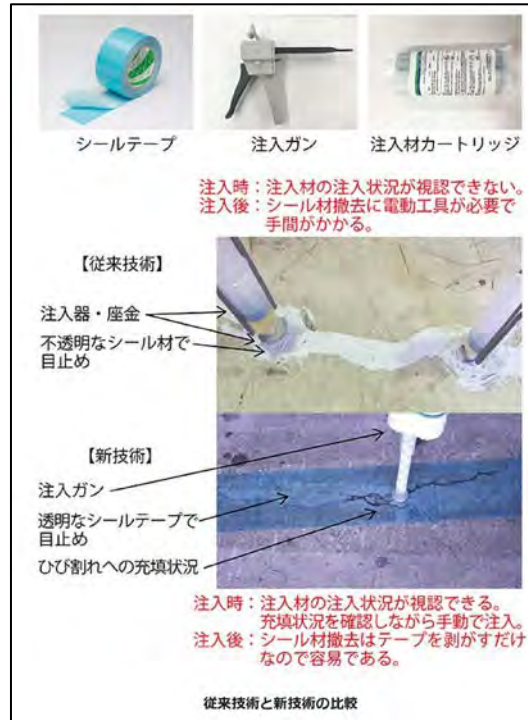 シールテープ
注入ガン
注入材カートリッジ
注入時：注入材の注入状況が視認できない。
注入後：シール材撤去に電動工具が必要で
手間がかかる。
【従来技術】
注入器・座金
不透明なシール材で
目止め
【新技術】
注入ガン
透明なシールテープで
目止め
ひび割れへの充填状況
注入時：注入材の注入状況が視認できる。
充填状況を確認しながら手動で注入。
注入後：シール材撤去はテープを剥がすだけ
なので容易である。
従来技術と新技術の比較